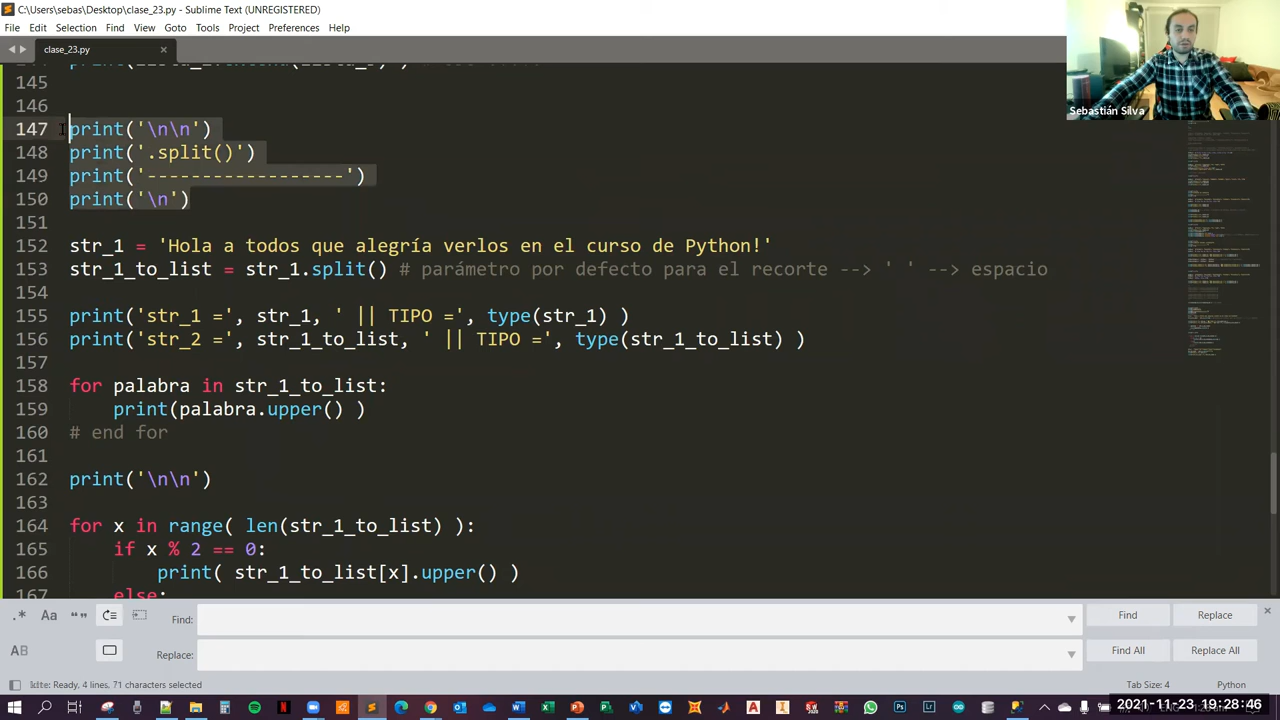 C:\Users\sebas\Desktop\clase_23.py - Sublime Text (UNREGISTERED)
File Edit Selection Find View Goto Tools Project Preferences Help
clase_23.py
Sebastián Silva
145
146
147 print('\n\n')
148 print('.split()')
149 print('------------------')
150 print('\n')
151
152 str_1 = 'Hola a todos que alegría verlos en el curso de Python!'
153 str_1_to_list = str_1.split() # parámetro por defecto para el recorte --> ' ' --> espacio
154
155 print('str_1 =', str_1, ' || TIPO =', type(str_1) )
156 print('str_2 =', str_1_to_list, ' || TIPO =', type(str_1_to_list) )
157
158 for palabra in str_1_to_list:
159 print(palabra.upper() )
160 # end for
161
162 print('\n\n')
163
164 for x in range( len(str_1_to_list) ):
165 if x % 2 == 0:
166 print( str_1_to_list[x].upper() )
167 else:
Find: Find Replace
Replace: Find All Replace All
Ready, 4 lines, 71 characters selected Tab Size: 4 Python
2021-11-23 19:28:46